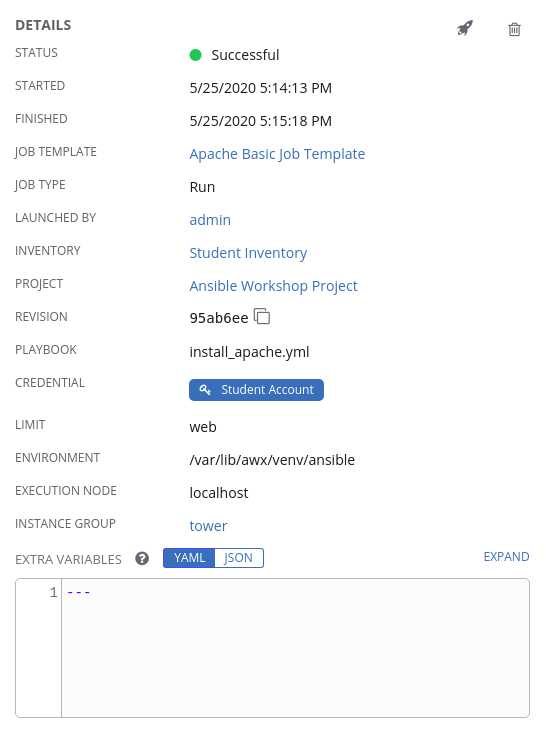 DETAILS
STATUS Successful
STARTED 5/25/2020 5:14:13 PM
FINISHED 5/25/2020 5:15:18 PM
JOB TEMPLATE Apache Basic Job Template
JOB TYPE Run
LAUNCHED BY admin
INVENTORY Student Inventory
PROJECT Ansible Workshop Project
REVISION 95ab6ee
PLAYBOOK install_apache.yml
CREDENTIAL Student Account
LIMIT web
ENVIRONMENT /var/lib/awx/venv/ansible
EXECUTION NODE localhost
INSTANCE GROUP tower
EXTRA VARIABLES ? YAML JSON EXPAND
1 ---